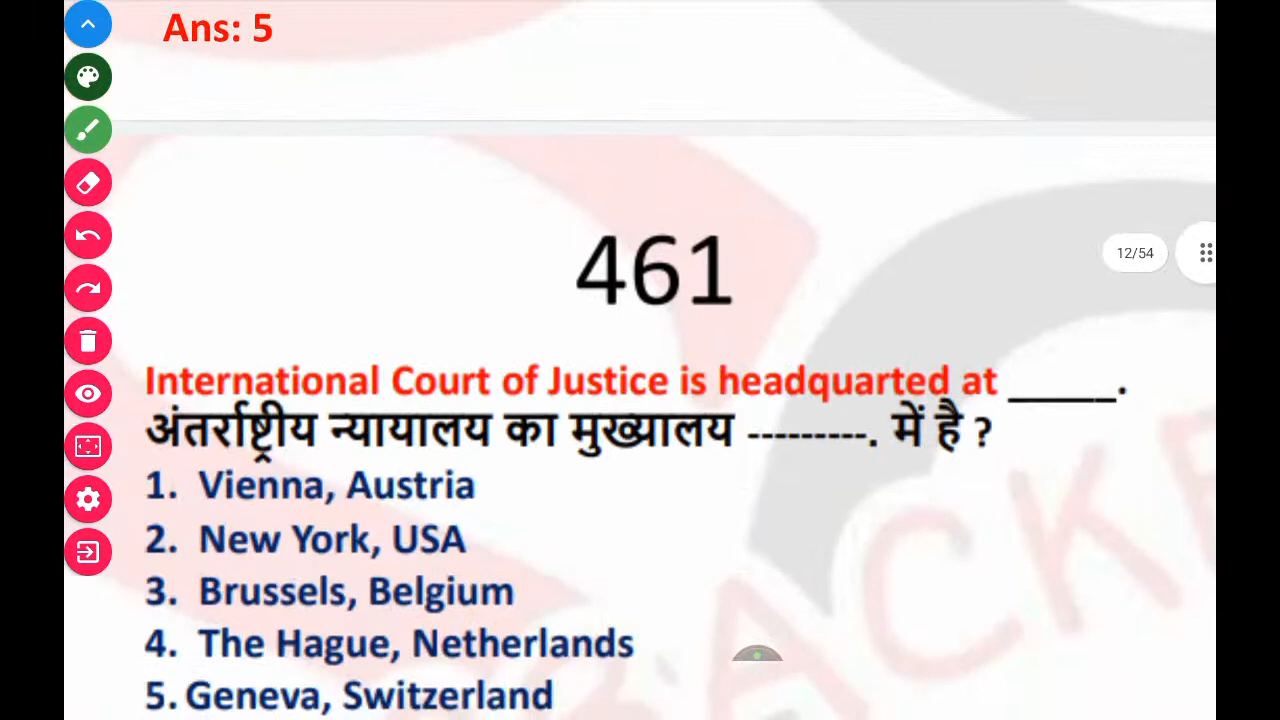 Ans: 5
461
12/54
International Court of Justice is headquarted at _____.
अंतर्राष्ट्रीय न्यायालय का मुख्यालय ---------. में है ?
1. Vienna, Austria
2. New York, USA
3. Brussels, Belgium
4. The Hague, Netherlands
5. Geneva, Switzerland